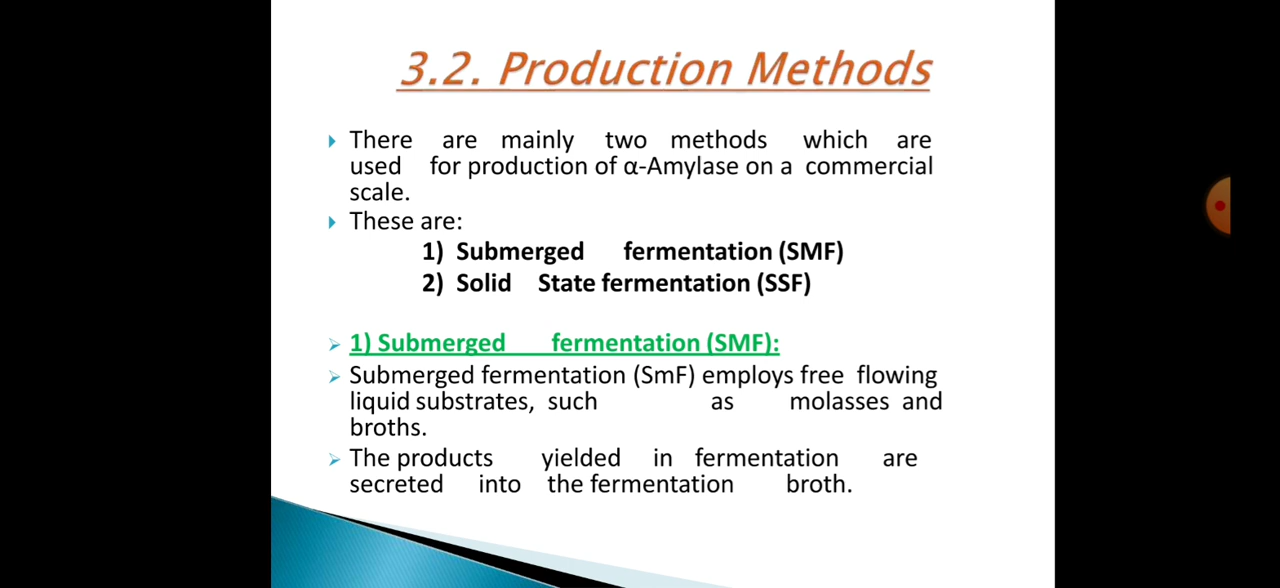 3.2. Production Methods
There are mainly two methods which are
used for production of α-Amylase on a commercial
scale.
These are:
1) Submerged fermentation (SMF)
2) Solid State fermentation (SSF)
1) Submerged fermentation (SMF):
Submerged fermentation (SmF) employs free flowing
liquid substrates, such as molasses and
broths.
The products yielded in fermentation are
secreted into the fermentation broth.